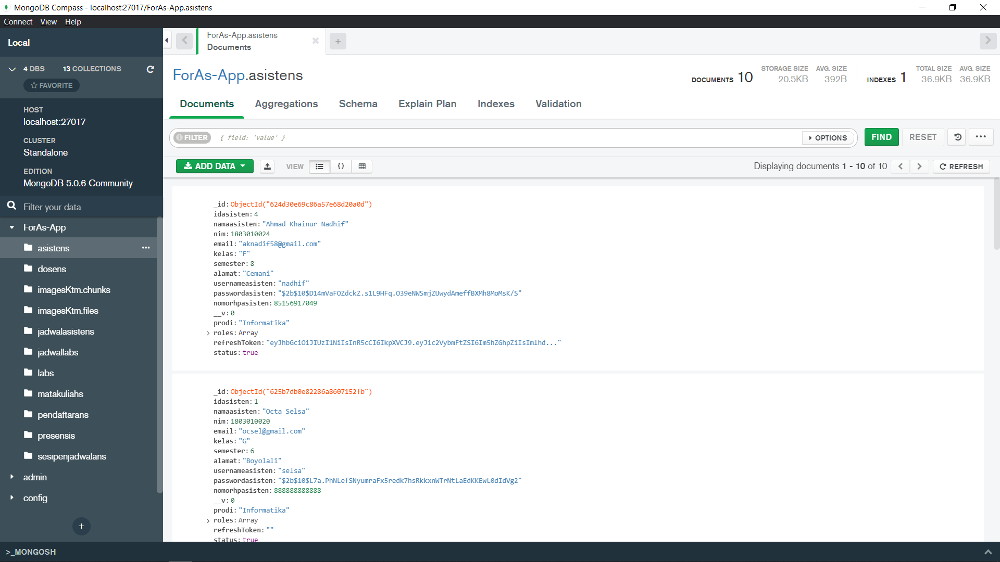 MongoDB Compass - localhost:27017/ForAs-App.asistens
Connect View Help
Local
4 DBS 13 COLLECTIONS
FAVORITE
HOST
localhost:27017
CLUSTER
Standalone
EDITION
MongoDB 5.0.6 Community
Filter your data
ForAs-App
asistens
dosens
imagesKtm.chunks
imagesKtm.files
jadwalasistens
jadwallabs
labs
matakuliahs
pendaftarans
presensis
sesipenjadwalans
admin
config
+
>_MONGOSH
ForAs-App.asistens
Documents
+
ForAs-App.asistens
DOCUMENTS 10
STORAGE SIZE
20.5KB
AVG. SIZE
392B
INDEXES 1
TOTAL SIZE
36.9KB
AVG. SIZE
36.9KB
Documents Aggregations Schema Explain Plan Indexes Validation
FILTER { field: 'value' } OPTIONS FIND RESET ...
ADD DATA VIEW {} Displaying documents 1 - 10 of 10 REFRESH
_id: ObjectId("624d30e69c86a57e68d20a0d")
idasisten: 4
namaasisten: "Ahmad Khainur Nadhif"
nim: 1803010024
email: "aknadif58@gmail.com"
kelas: "F"
semester: 8
alamat: "Cemani"
usernameasisten: "nadhif"
passwordasisten: "$2b$10$D14mVaFOZdckZ.s1L9HFq.O39eNWSmjZUwydAmeffBXMh8MoMsK/S"
nomorhpasisten: 85156917049
__v: 0
prodi: "Informatika"
roles: Array
refreshToken: "eyJhbGciOiJIUzI1NiIsInR5cCI6IkpXVCJ9.eyJ1c2VybmFtZSI6Im5hZGhpZiIsImlhd..."
status: true
_id: ObjectId("625b7db0e82286a8607152fb")
idasisten: 1
namaasisten: "Octa Selsa"
nim: 1803010020
email: "ocsel@gmail.com"
kelas: "G"
semester: 6
alamat: "Boyolali"
usernameasisten: "selsa"
passwordasisten: "$2b$10$L7a.PhNLefSNyumraFx5redk7hsRkkxnWTrNtLaEdKKEwL0dIdVg2"
nomorhpasisten: 888888888888
__v: 0
prodi: "Informatika"
roles: Array
refreshToken: ""
status: true